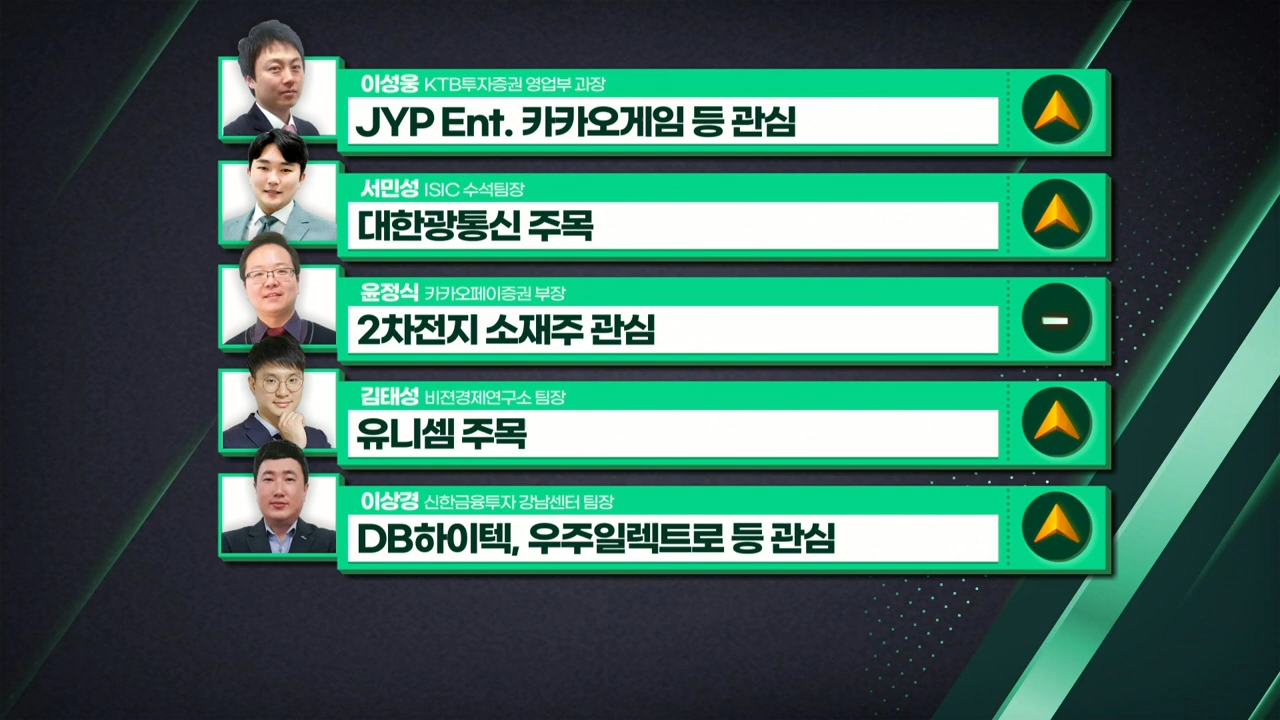 이성웅 KTB투자증권 영업부 과장
JYP Ent. 카카오게임 등 관심
서민성 ISIC 수석팀장
대한광통신 주목
윤정식 카카오페이증권 부장
2차전지 소재주 관심
김태성 비젼경제연구소 팀장
유니셈 주목
이상경 신한금융투자 강남센터 팀장
DB하이텍, 우주일렉트로 등 관심